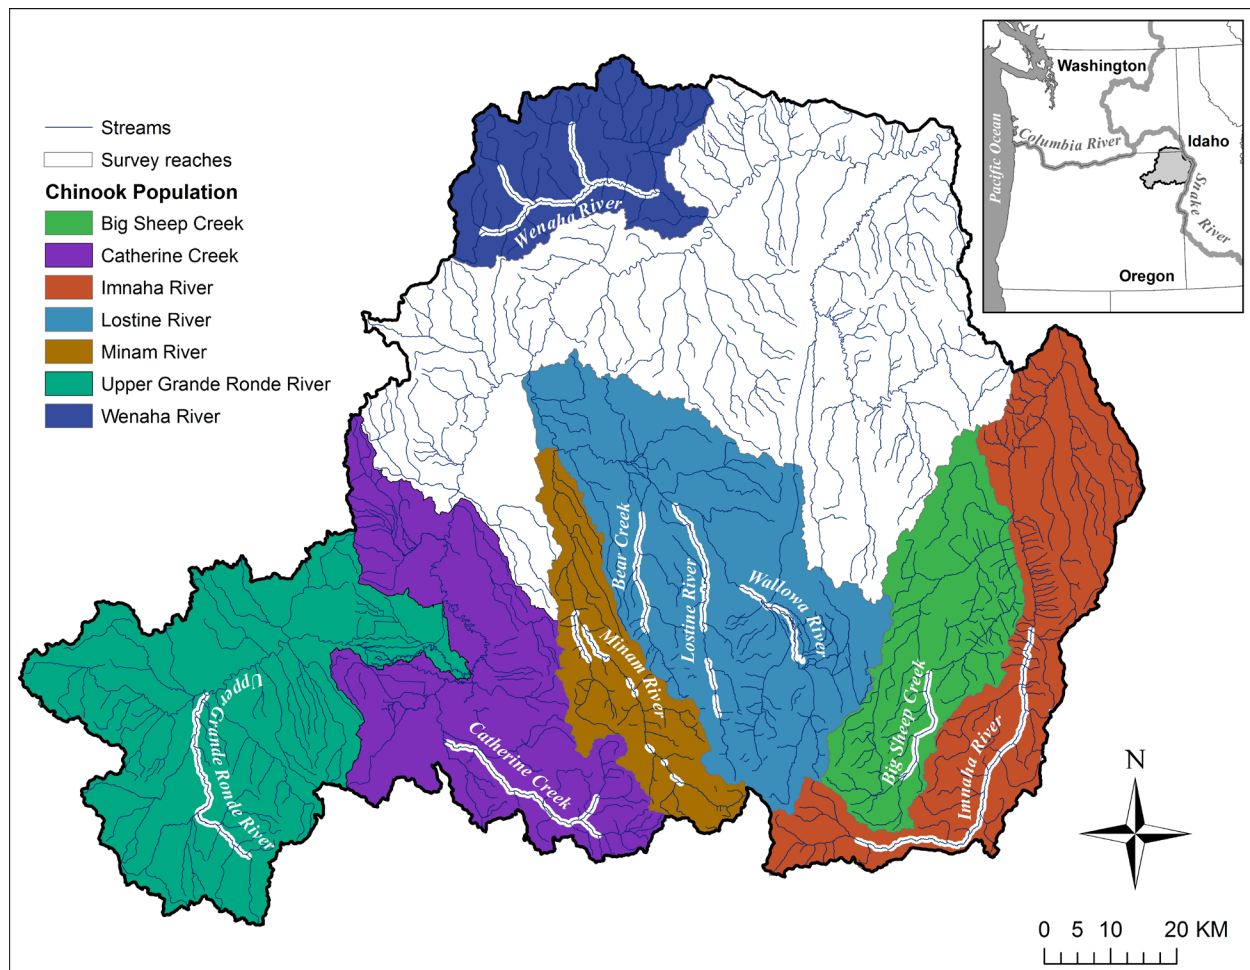 Streams
Survey reaches
Chinook Population
Big Sheep Creek
Catherine Creek
Imnaha River
Lostine River
Minam River
Upper Grande Ronde River
Wenaha River
Washington
Idaho
Oregon
Pacific Ocean
Columbia River
Snake River
Wenaha River
Bear Creek
Lostine River
Wallowa River
Minam River
Catherine Creek
Upper Grande Ronde River
Big Sheep Creek
Imnaha River
N
0 5 10 20 KM